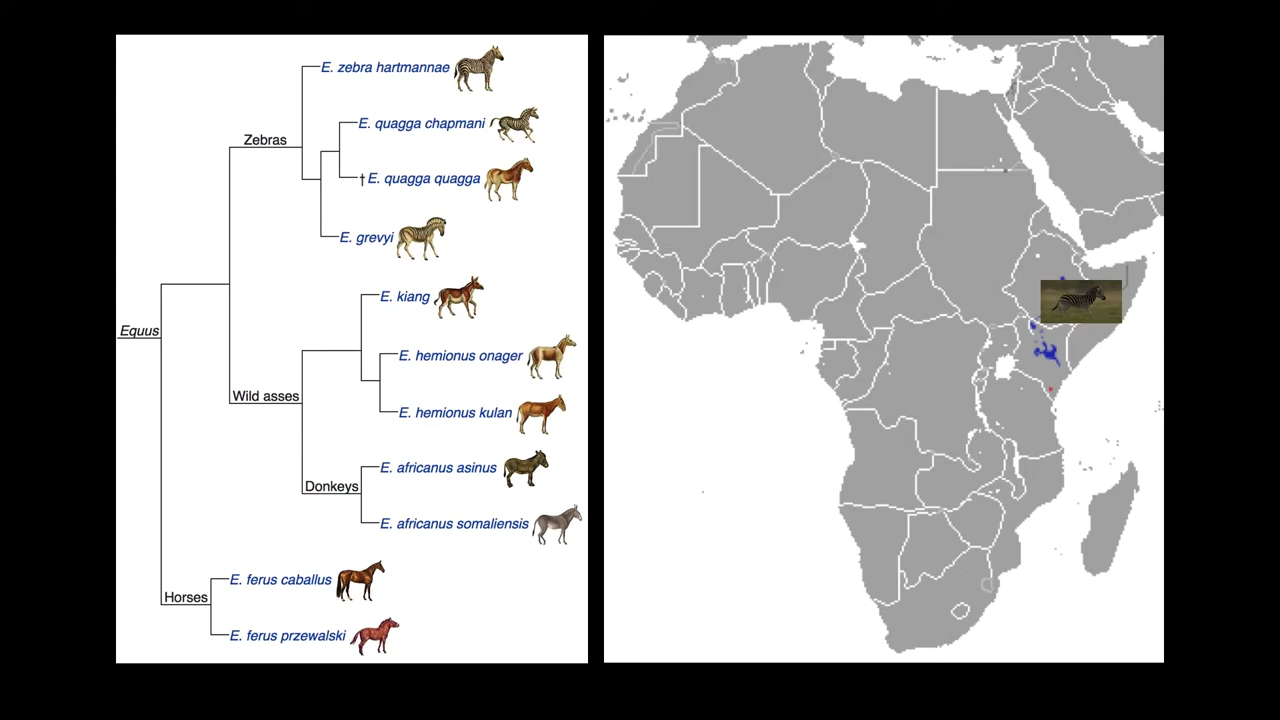 E. zebra hartmannae
E. quagga chapmani
Zebras
†E. quagga quagga
E. grevyi
E. kiang
Equus
E. hemionus onager
Wild asses
E. hemionus kulan
E. africanus asinus
Donkeys
E. africanus somaliensis
E. ferus caballus
Horses
E. ferus przewalski